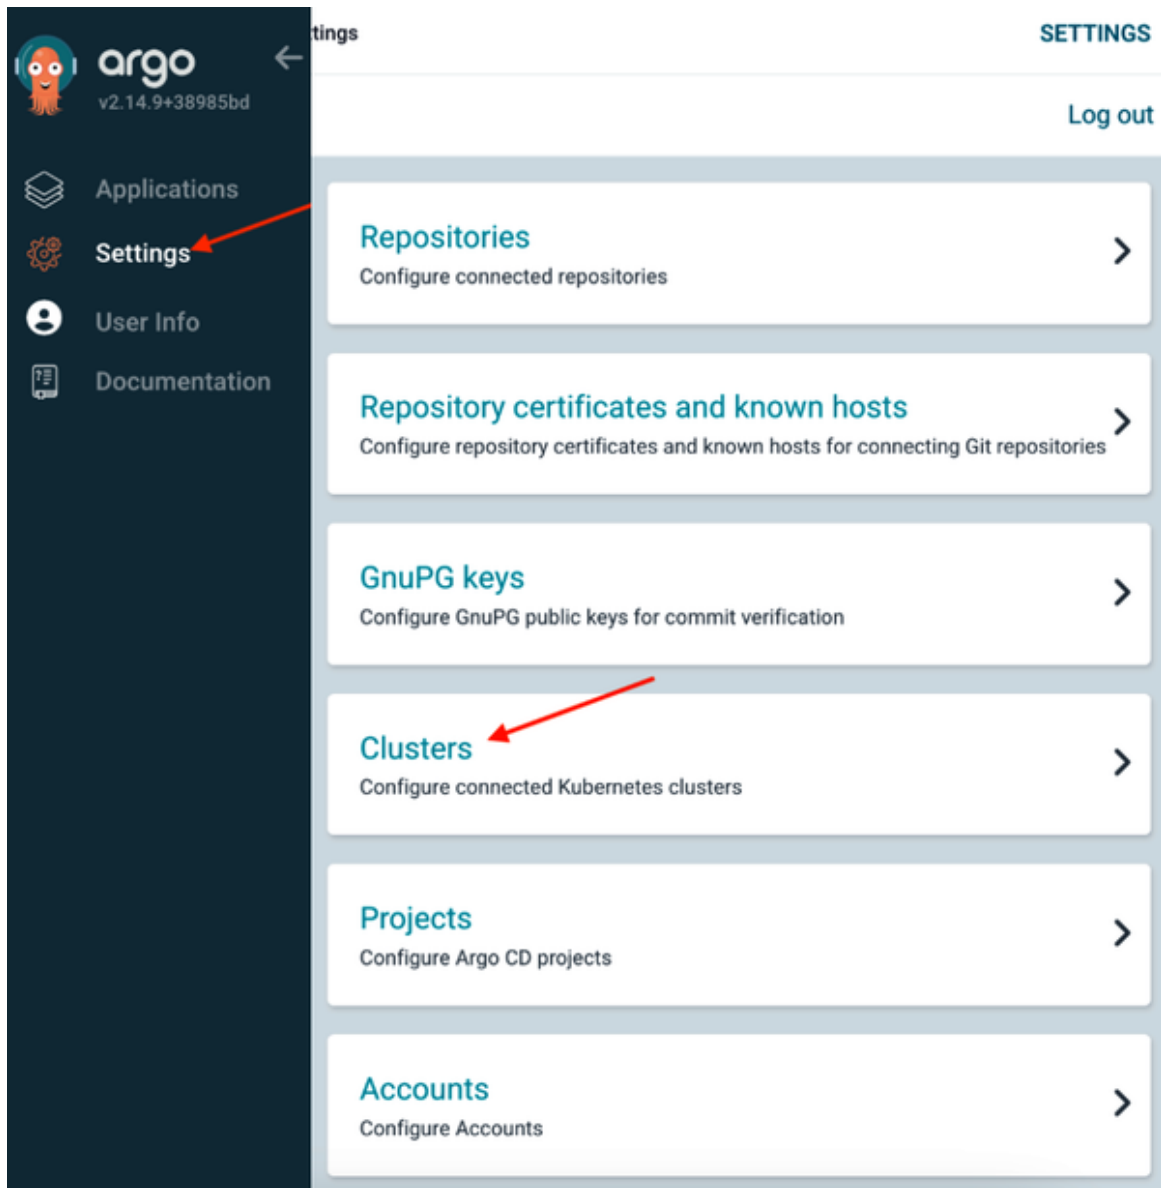 argo
v2.14.9+38985bd
Applications
Settings
User Info
Documentation
tings
SETTINGS
Log out
Repositories
Configure connected repositories
Repository certificates and known hosts
Configure repository certificates and known hosts for connecting Git repositories
GnuPG keys
Configure GnuPG public keys for commit verification
Clusters
Configure connected Kubernetes clusters
Projects
Configure Argo CD projects
Accounts
Configure Accounts